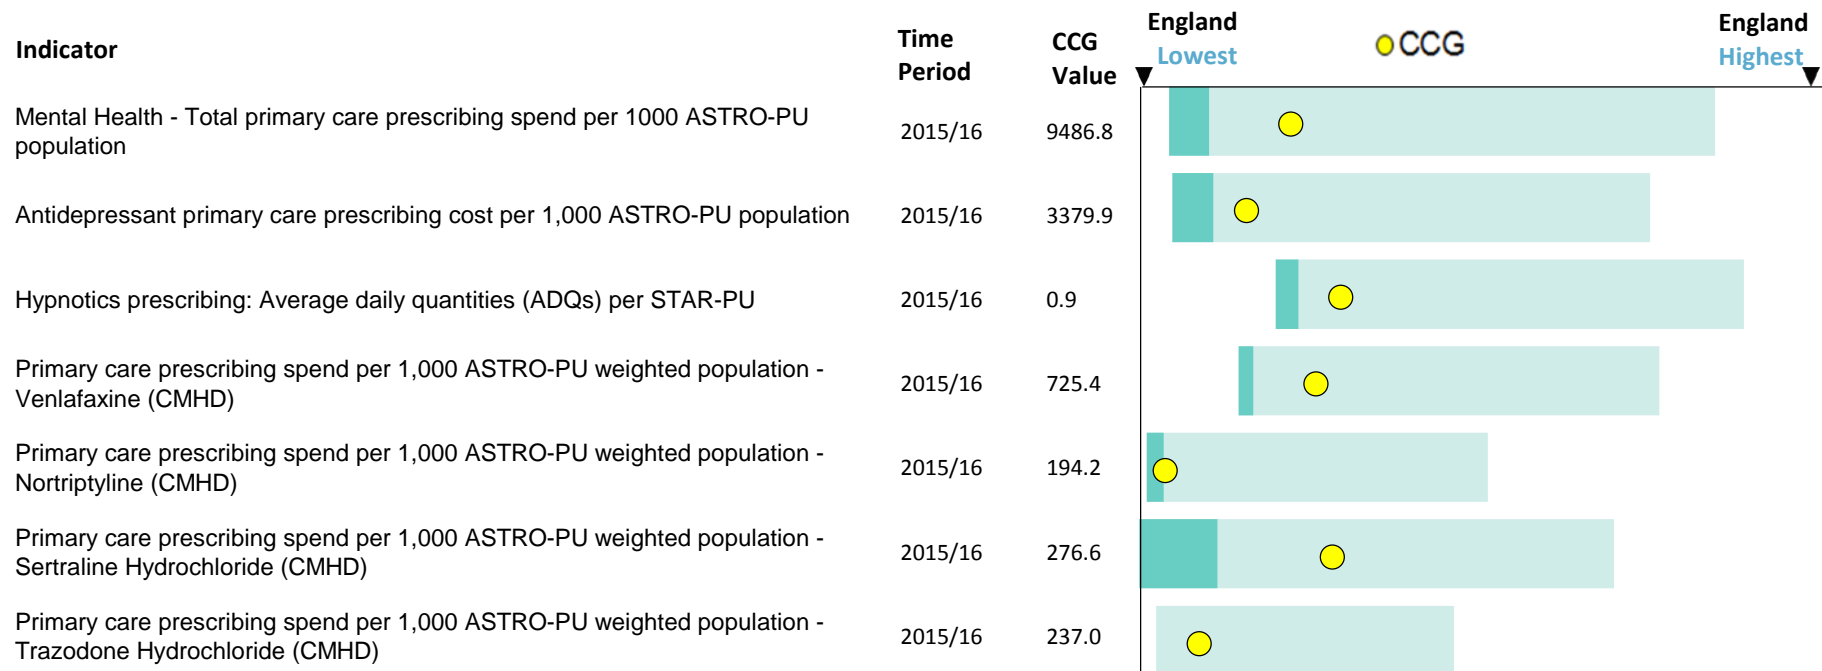 Indicator
Time
Period
CCG
Value
England
Lowest
CCG
England
Highest
Mental Health - Total primary care prescribing spend per 1000 ASTRO-PU
population
2015/16
9486.8
Antidepressant primary care prescribing cost per 1,000 ASTRO-PU population
2015/16
3379.9
Hypnotics prescribing: Average daily quantities (ADQs) per STAR-PU
2015/16
0.9
Primary care prescribing spend per 1,000 ASTRO-PU weighted population -
Venlafaxine (CMHD)
2015/16
725.4
Primary care prescribing spend per 1,000 ASTRO-PU weighted population -
Nortriptyline (CMHD)
2015/16
194.2
Primary care prescribing spend per 1,000 ASTRO-PU weighted population -
Sertraline Hydrochloride (CMHD)
2015/16
276.6
Primary care prescribing spend per 1,000 ASTRO-PU weighted population -
Trazodone Hydrochloride (CMHD)
2015/16
237.0